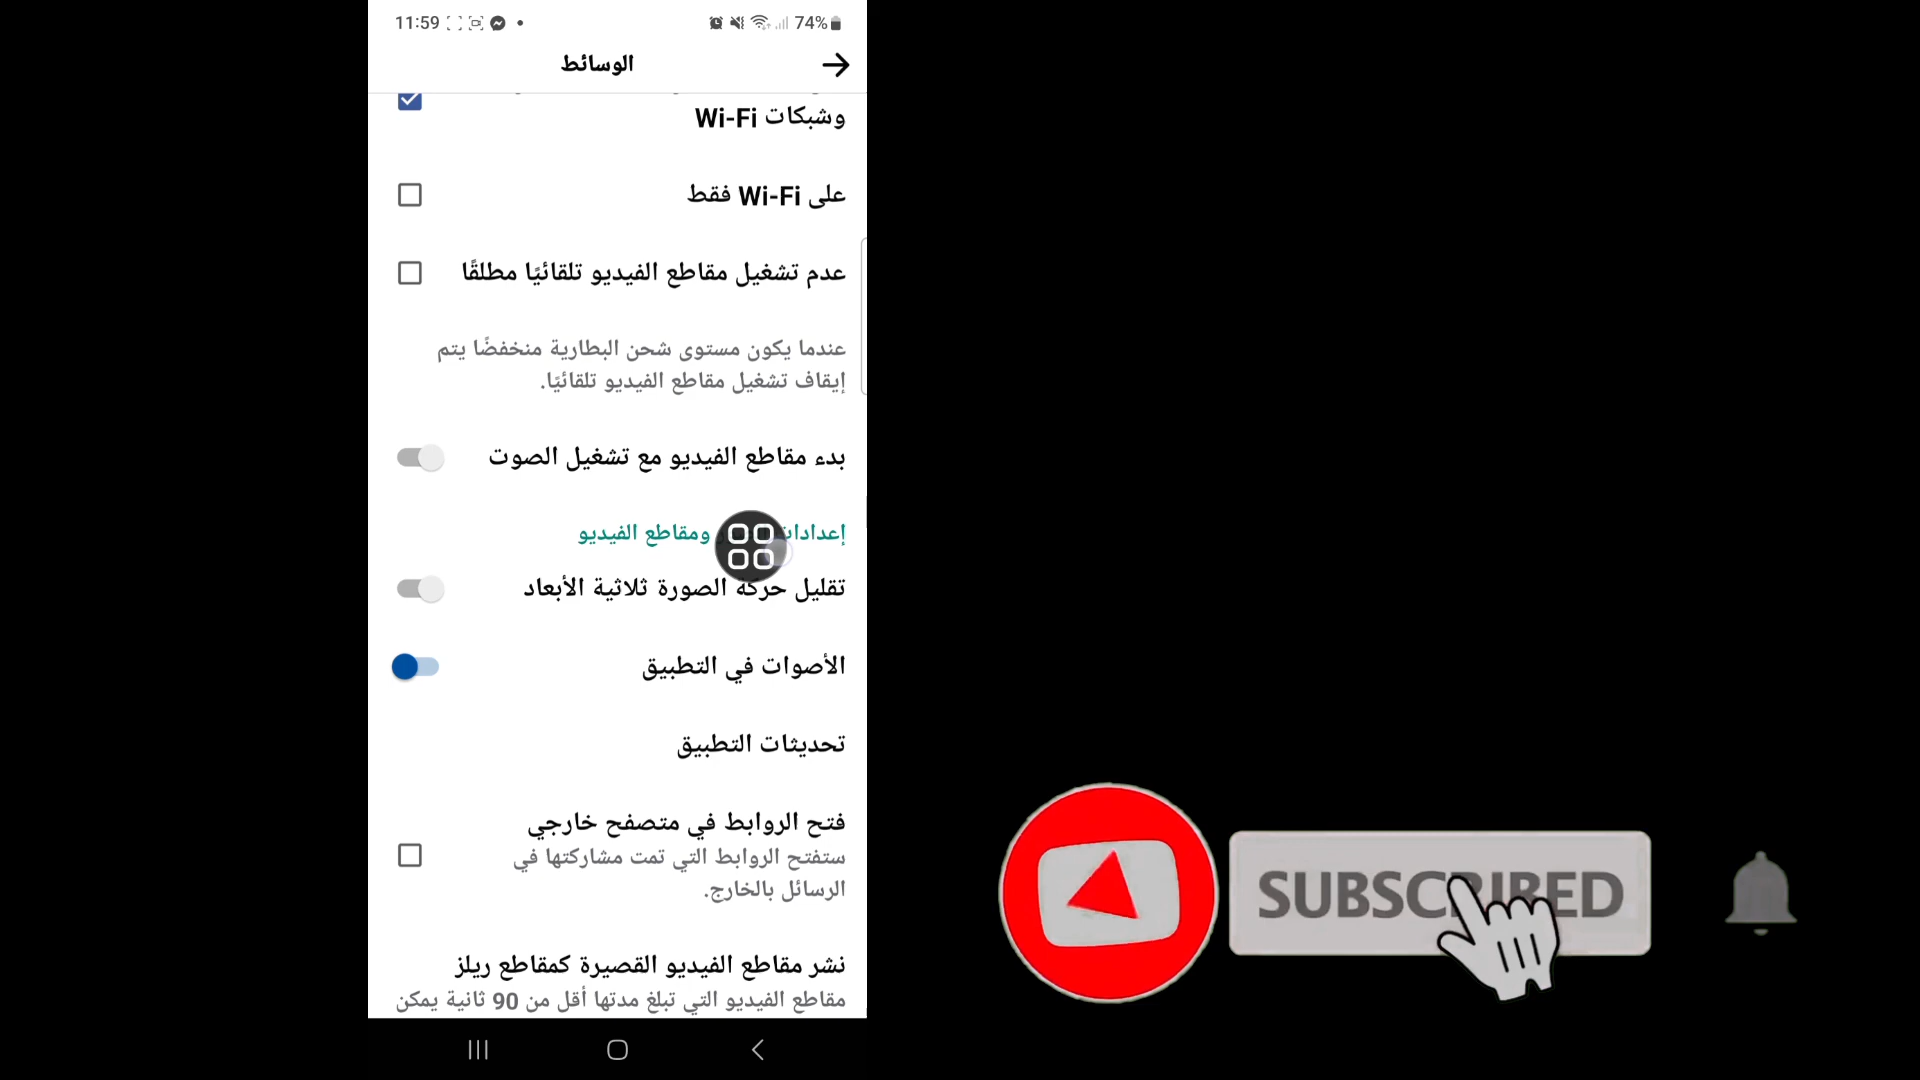 11:59
74%
الوسائط
وشبكات Wi-Fi
على Wi-Fi فقط
عدم تشغيل مقاطع الفيديو تلقائيًا مطلقًا
عندما يكون مستوى شحن البطارية منخفضًا يتم
إيقاف تشغيل مقاطع الفيديو تلقائيًا.
بدء مقاطع الفيديو مع تشغيل الصوت
ومقاطع الفيديو
تقليل حركة الصورة ثلاثية الأبعاد
الأصوات في التطبيق
تحديثات التطبيق
فتح الروابط في متصفح خارجي
ستفتح الروابط التي تمت مشاركتها في
الرسائل بالخارج.
نشر مقاطع الفيديو القصيرة كمقاطع ريلز
مقاطع الفيديو التي تبلغ مدتها أقل من 90 ثانية يمكن
SUBSCRIBED